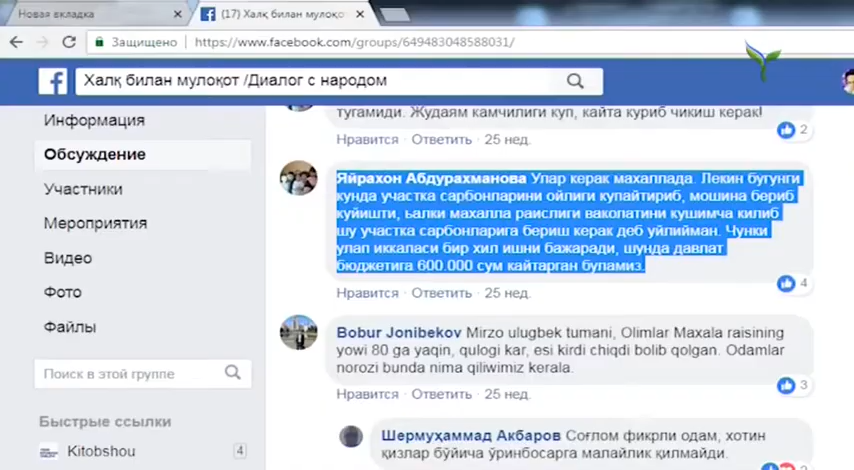 Новая вкладка
(17) Халқ билан мулоқо
Защищено
https://www.facebook.com/groups/649483048588031/
Халқ билан мулоқот /Диалог с народом
Информация
Обсуждение
Участники
Мероприятия
Видео
Фото
Файлы
Поиск в этой группе
Быстрые ссылки
Kitobshou
4
тугамиди. Жудаям камчилиги куп, кайта куриб чикиш керак!
2
Нравится · Ответить · 25 нед.
Яйрахон Абдурахманова Улар керак махаллада. Лекин бугунги
кунда участка сарбонларини ойлиги купайтириб, мошина бериб
куйишти, ьалки махалла раислиги ваколатини кушимча килиб
шу участка сарбонларига бериш керак деб уйлийман. Чунки
улап иккаласи бир хил ишни бажаради, шунда давлат
бюджетига 600.000 сум кайтарган буламиз.
4
Нравится · Ответить · 25 нед.
Bobur Jonibekov Mirzo ulugbek tumani, Olimlar Maxala raisining
yowi 80 ga yaqin, qulogi kar, esi kirdi chiqdi bolib qolgan. Odamlar
norozi bunda nima qiliwimiz kerala.
3
Нравится · Ответить · 25 нед.
Шермуҳаммад Акбаров Соғлом фикрли одам, хотин
қизлар бўйича ўринбосарга малайлик қилмайди.